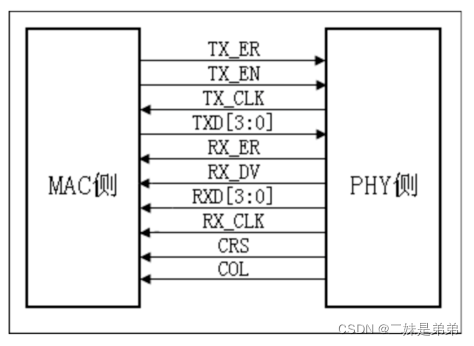 TX_ER
TX_EN
TX_CLK
TXD[3:0]
RX_ER
RX_DV
MAC侧
PHY侧
RXD[3:0]
RX_CLK
CRS
COL
CSDN @二妹是弟弟